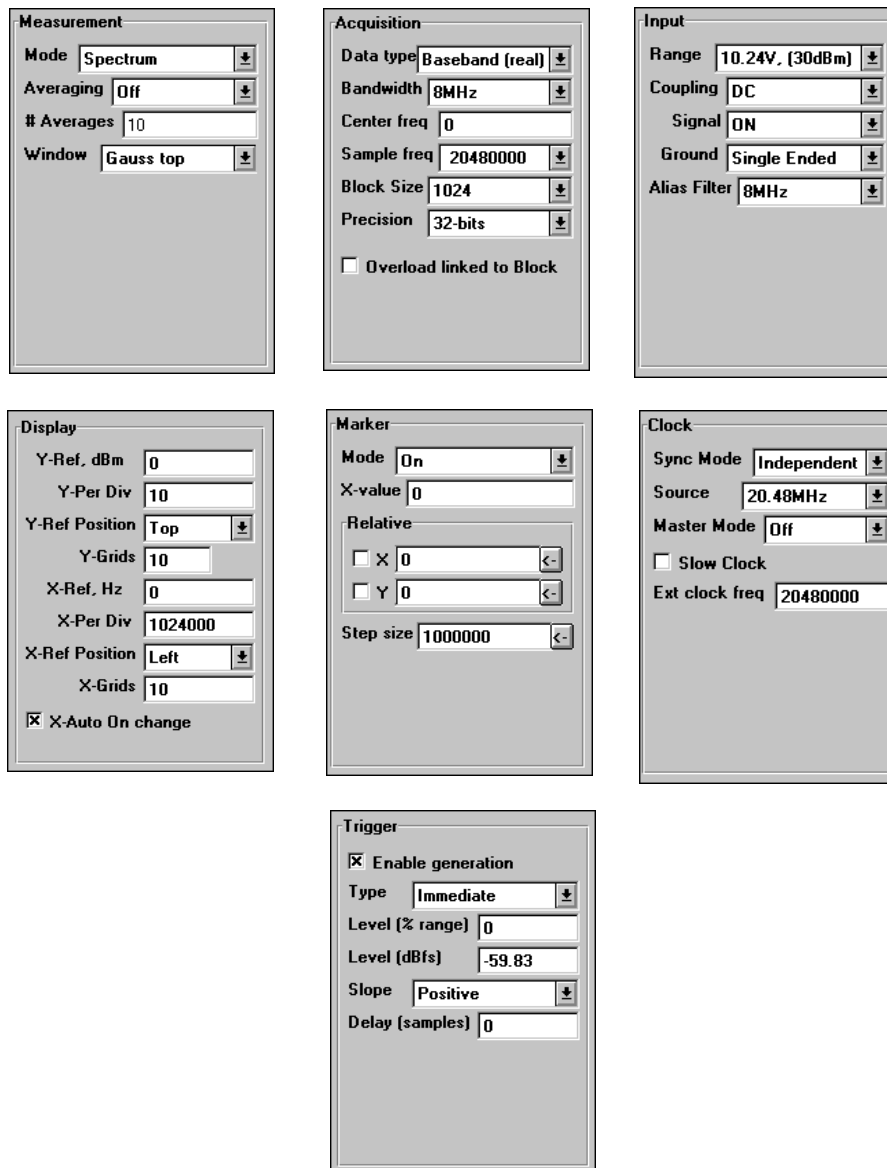 Measurement
Mode Spectrum
Averaging Off
# Averages 10
Window Gauss top
Acquisition
Data type Baseband (real)
Bandwidth 8MHz
Center freq 0
Sample freq 20480000
Block Size 1024
Precision 32-bits
Overload linked to Block
Input
Range 10.24V, (30dBm)
Coupling DC
Signal ON
Ground Single Ended
Alias Filter 8MHz
Display
Y-Ref, dBm 0
Y-Per Div 10
Y-Ref Position Top
Y-Grids 10
X-Ref, Hz 0
X-Per Div 1024000
X-Ref Position Left
X-Grids 10
X-Auto On change
Marker
Mode On
X-value 0
Relative
X 0 <-
Y 0 <-
Step size 1000000 <-
Clock
Sync Mode Independent
Source 20.48MHz
Master Mode Off
Slow Clock
Ext clock freq 20480000
Trigger
Enable generation
Type Immediate
Level (% range) 0
Level (dBfs) -59.83
Slope Positive
Delay (samples) 0